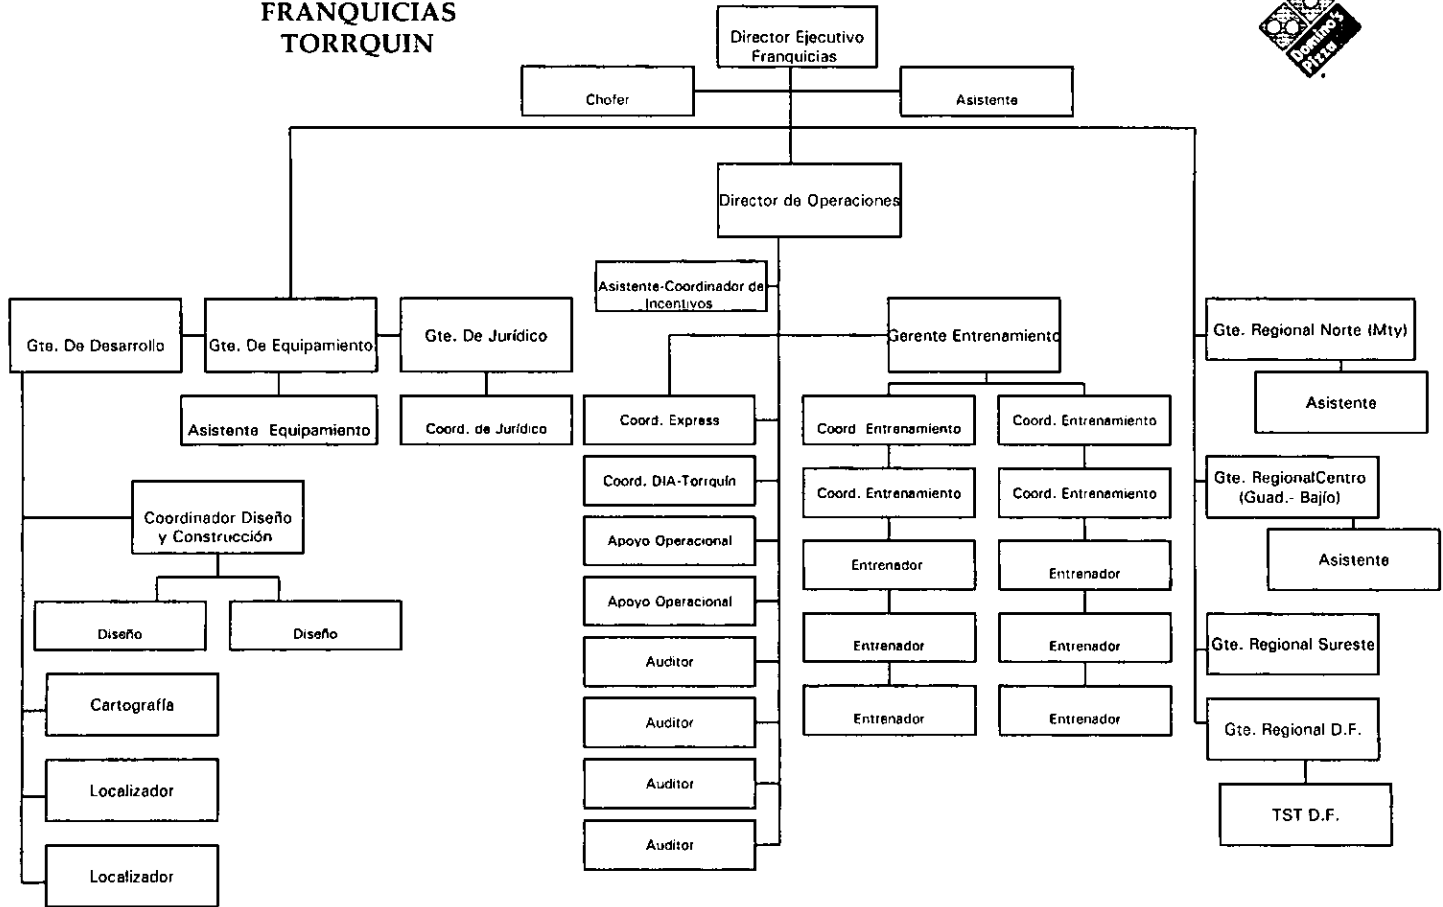 FRANQUICIAS
TORRQUIN
Domino's
Pizza
Director Ejecutivo
Franquicias
Chofer
Asistente
Director de Operaciones
Asistente-Coordinador de
Incentivos
Gte. De Desarrollo
Gte. De Equipamiento
Gte. De Jurídico
Gerente Entrenamiento
Gte. Regional Norte (Mty)
Asistente
Asistente Equipamiento
Coord. de Jurídico
Coord. Express
Coord Entrenamiento
Coord. Entrenamiento
Coord. DIA-Torrquín
Coord. Entrenamiento
Coord. Entrenamiento
Gte. RegionalCentro
(Guad.- Bajío)
Asistente
Coordinador Diseño
y Construcción
Apoyo Operacional
Entrenador
Entrenador
Diseño
Diseño
Apoyo Operacional
Auditor
Entrenador
Entrenador
Gte. Regional Sureste
Cartografía
Auditor
Entrenador
Entrenador
Gte. Regional D.F.
Localizador
Auditor
TST D.F.
Auditor
Localizador